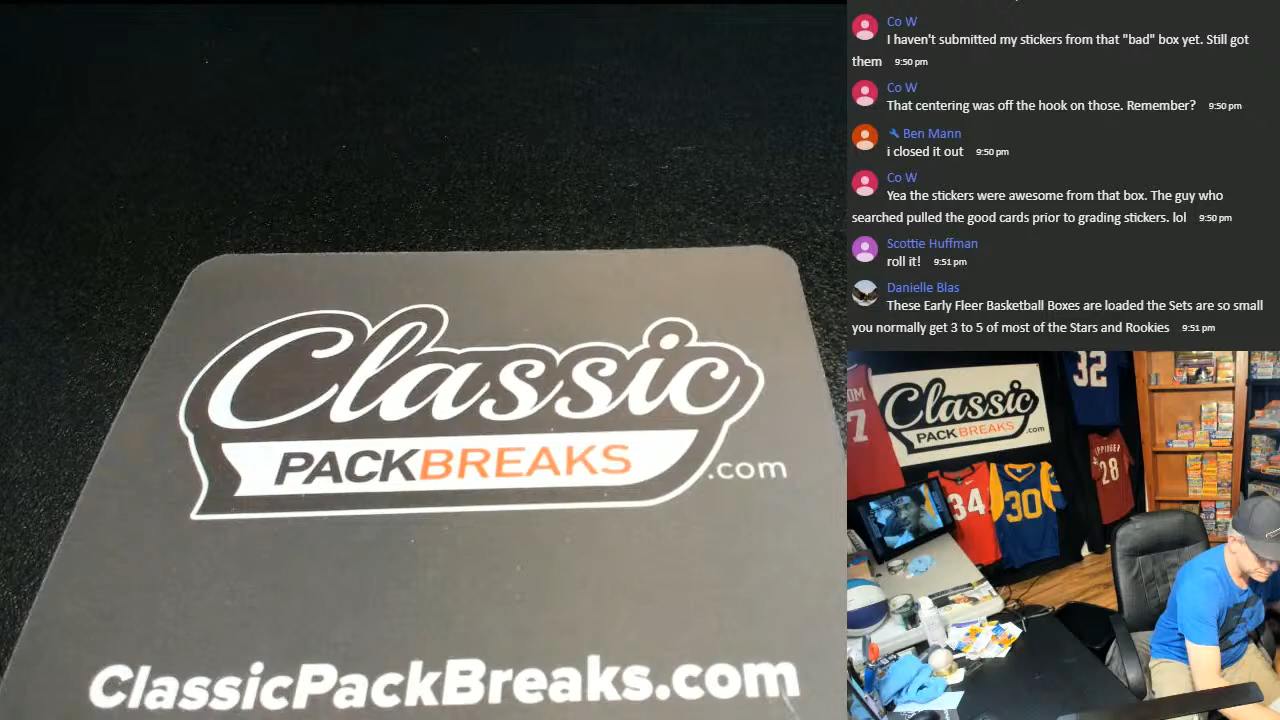 Classic
PACKBREAKS
.com
ClassicPackBreaks.com
Co W
I haven't submitted my stickers from that "bad" box yet. Still got
them 9:50 pm
Co W
That centering was off the hook on those. Remember? 9:50 pm
Ben Mann
i closed it out 9:50 pm
Co W
Yea the stickers were awesome from that box. The guy who
searched pulled the good cards prior to grading stickers. lol 9:50 pm
Scottie Huffman
roll it! 9:51 pm
Danielle Blas
These Early Fleer Basketball Boxes are loaded the Sets are so small
you normally get 3 to 5 of most of the Stars and Rookies 9:51 pm
32
7
Classic
PACKBREAKS
.com
28
34
30